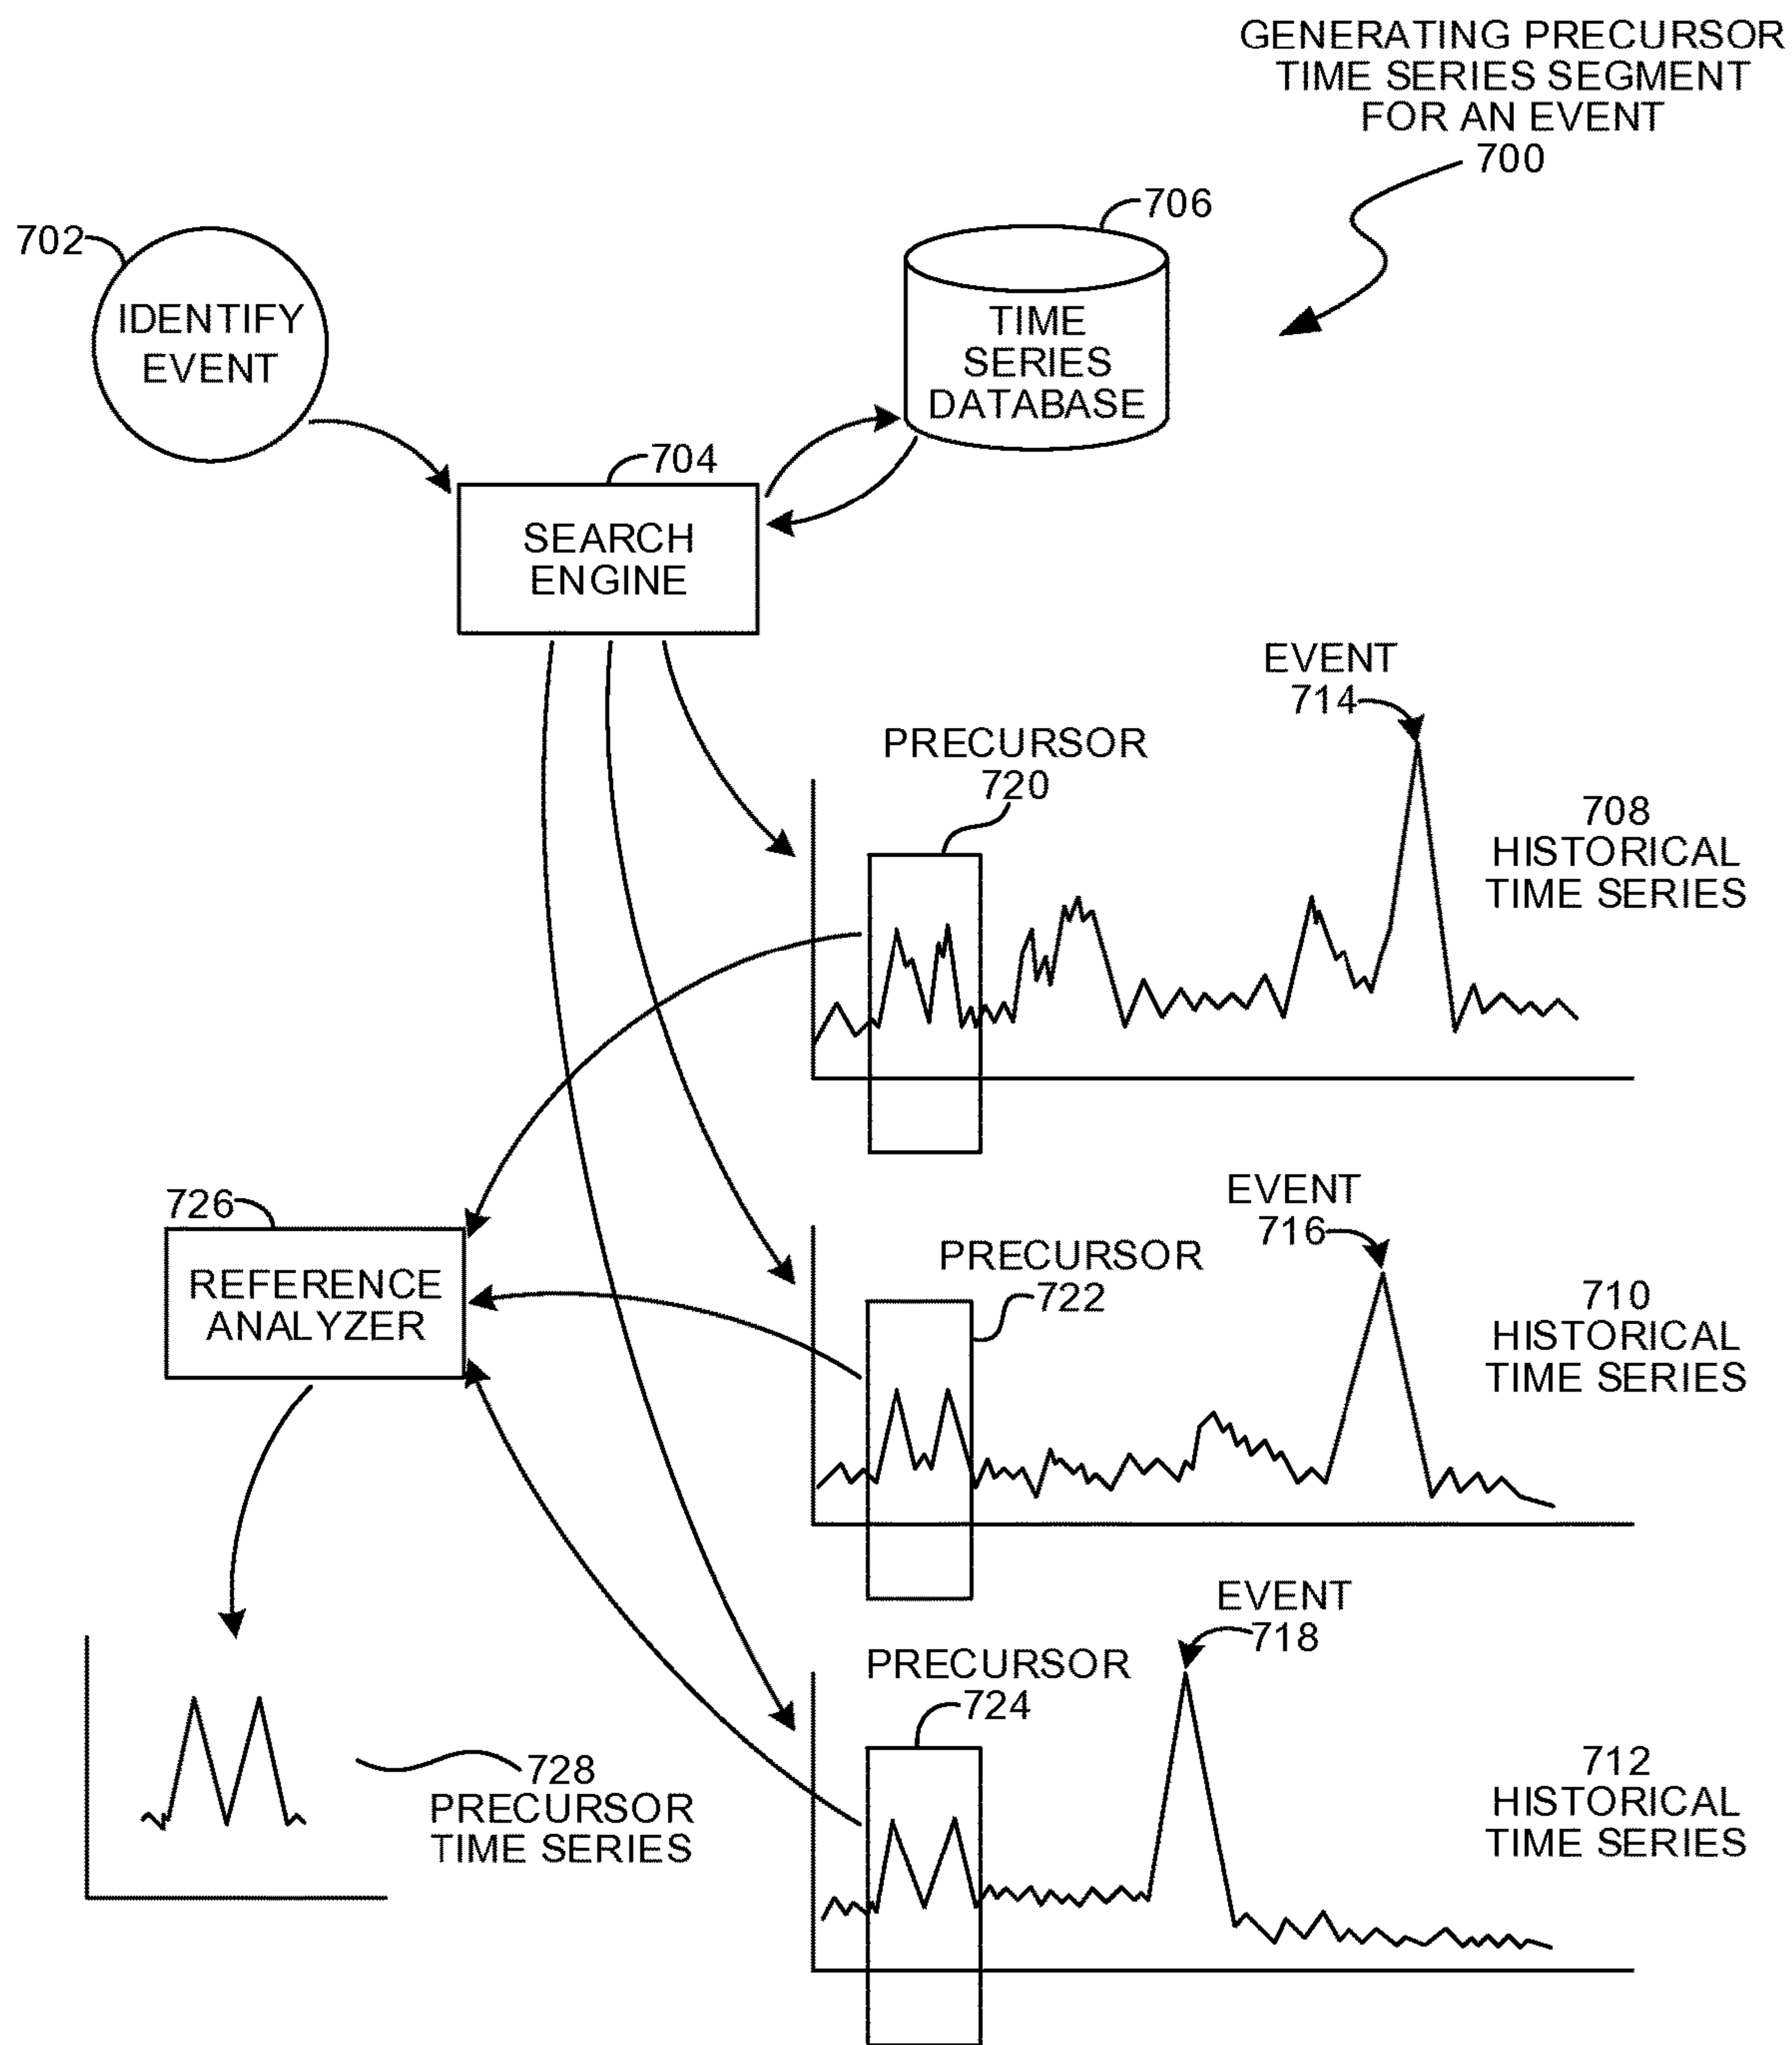 GENERATING PRECURSOR
TIME SERIES SEGMENT
FOR AN EVENT
700
706
702
IDENTIFY
EVENT
TIME
SERIES
DATABASE
704
SEARCH
ENGINE
EVENT
714
PRECURSOR
720
708
HISTORICAL
TIME SERIES
726
REFERENCE
ANALYZER
EVENT
716
PRECURSOR
722
710
HISTORICAL
TIME SERIES
EVENT
718
PRECURSOR
724
728
PRECURSOR
TIME SERIES
712
HISTORICAL
TIME SERIES